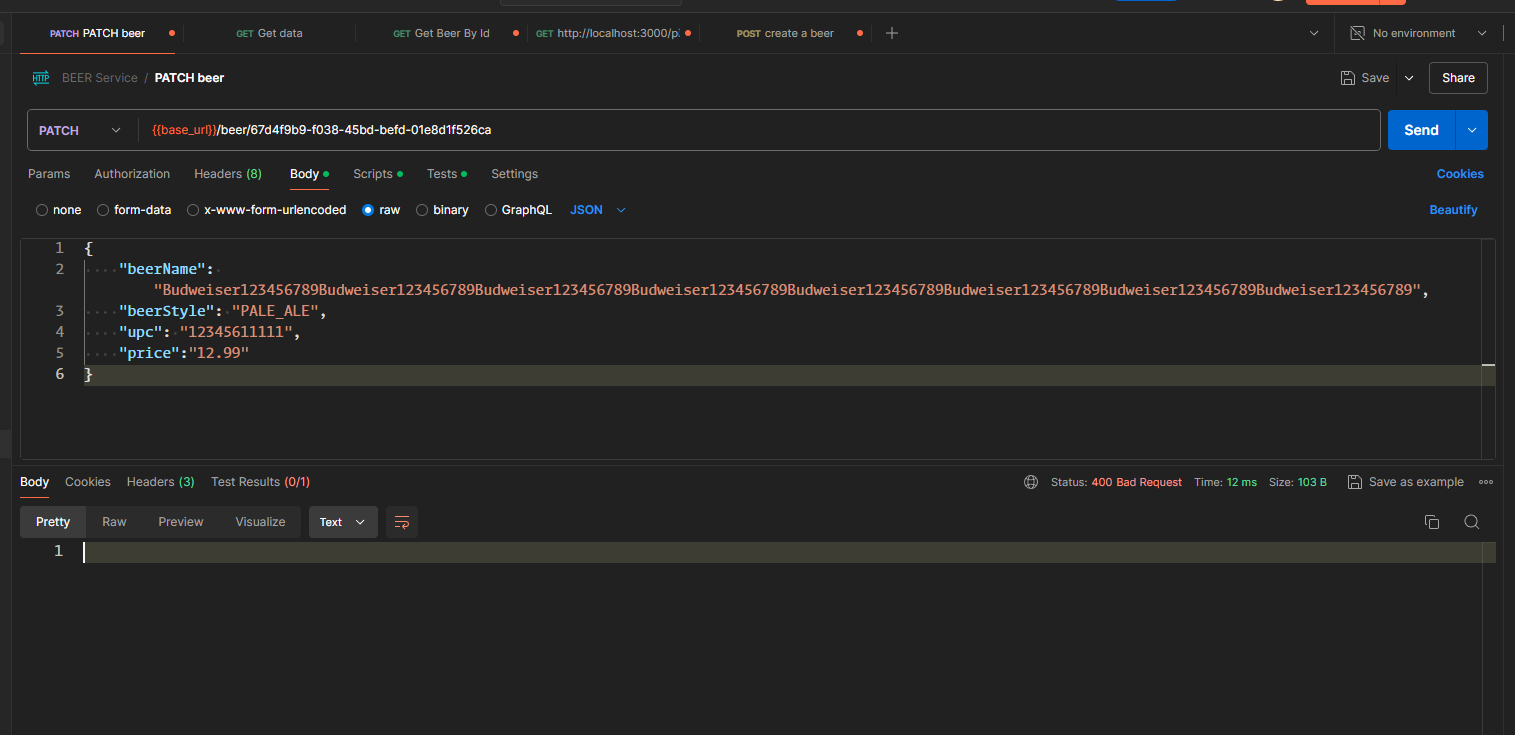 PATCH PATCH beer GET Get data GET Get Beer By Id GET http://localhost:3000/p POST create a beer No environment
HTTP BEER Service / PATCH beer Save Share
PATCH {{base_url}}/beer/67d4f9b9-f038-45bd-befd-01e8d1f526ca Send
Params Authorization Headers (8) Body Scripts Tests Settings Cookies
none form-data x-www-form-urlencoded raw binary GraphQL JSON Beautify
1 {
2 "beerName":
"Budweiser123456789Budweiser123456789Budweiser123456789Budweiser123456789Budweiser123456789Budweiser123456789Budweiser123456789Budweiser123456789",
3 "beerStyle": "PALE_ALE",
4 "upc": "12345611111",
5 "price":"12.99"
6 }
Body Cookies Headers (3) Test Results (0/1) Status: 400 Bad Request Time: 12 ms Size: 103 B Save as example
Pretty Raw Preview Visualize Text
1